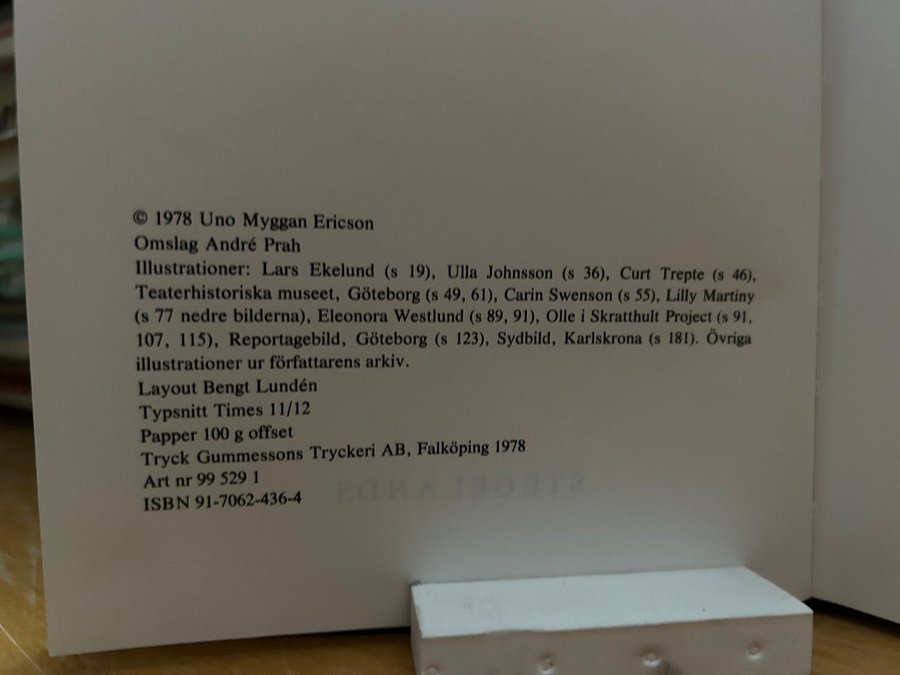 © 1978 Uno Myggan Ericson
Omslag André Prah
Illustrationer: Lars Ekelund (s 19), Ulla Johnsson (s 36), Curt Trepte (s 46),
Teaterhistoriska museet, Göteborg (s 49, 61), Carin Swenson (s 55), Lilly Martiny
(s 77 nedre bilderna), Eleonora Westlund (s 89, 91), Olle i Skratthult Project (s 91,
107, 115), Reportagebild, Göteborg (s 123), Sydbild, Karlskrona (s 181). Övriga
illustrationer ur författarens arkiv.
Layout Bengt Lundén
Typsnitt Times 11/12
Papper 100 g offset
Tryck Gummessons Tryckeri AB, Falköping 1978
Art nr 99 529 1
ISBN 91-7062-436-4
STEGELANDS